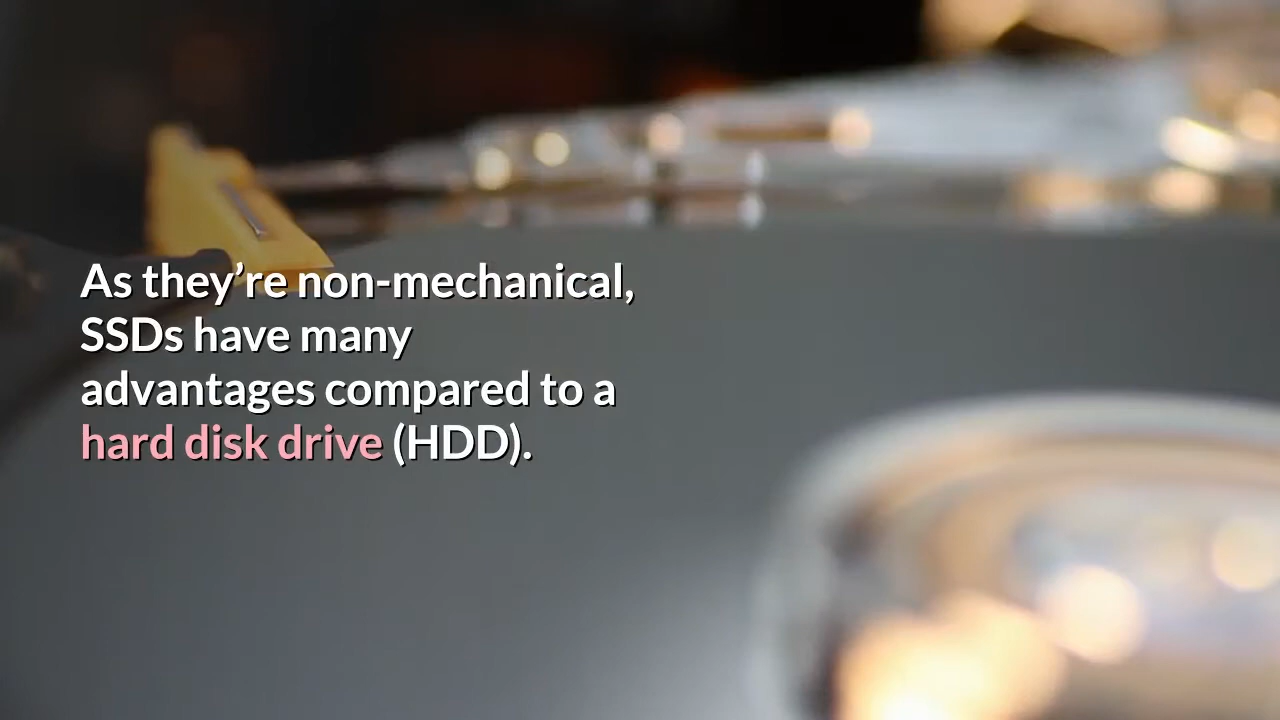 As they’re non-mechanical,
SSDs have many
advantages compared to a
hard disk drive (HDD).